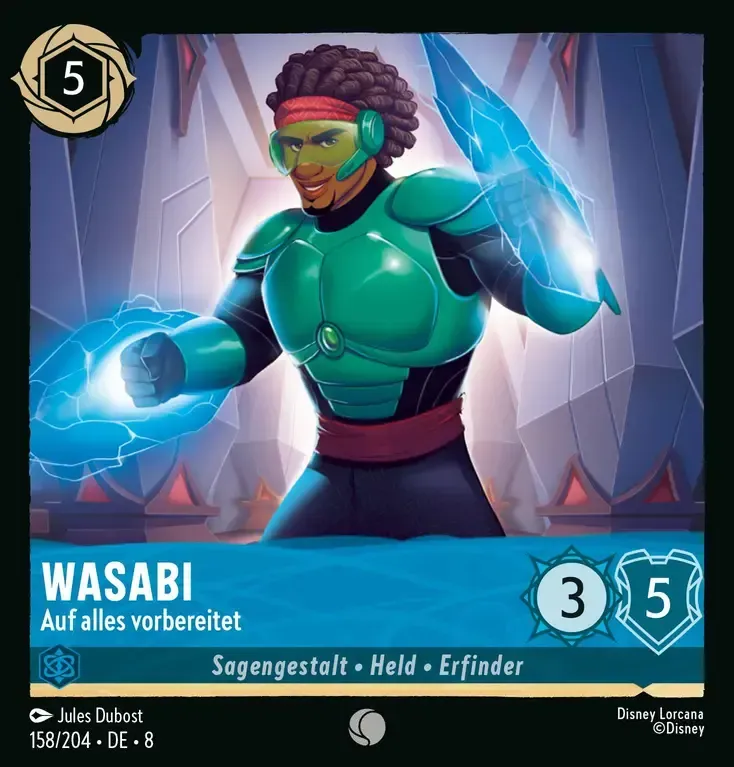 5
WASABI
Auf alles vorbereitet
3
5
Sagengestalt • Held • Erfinder
Jules Dubost
158/204 • DE • 8
Disney Lorcana
©Disney